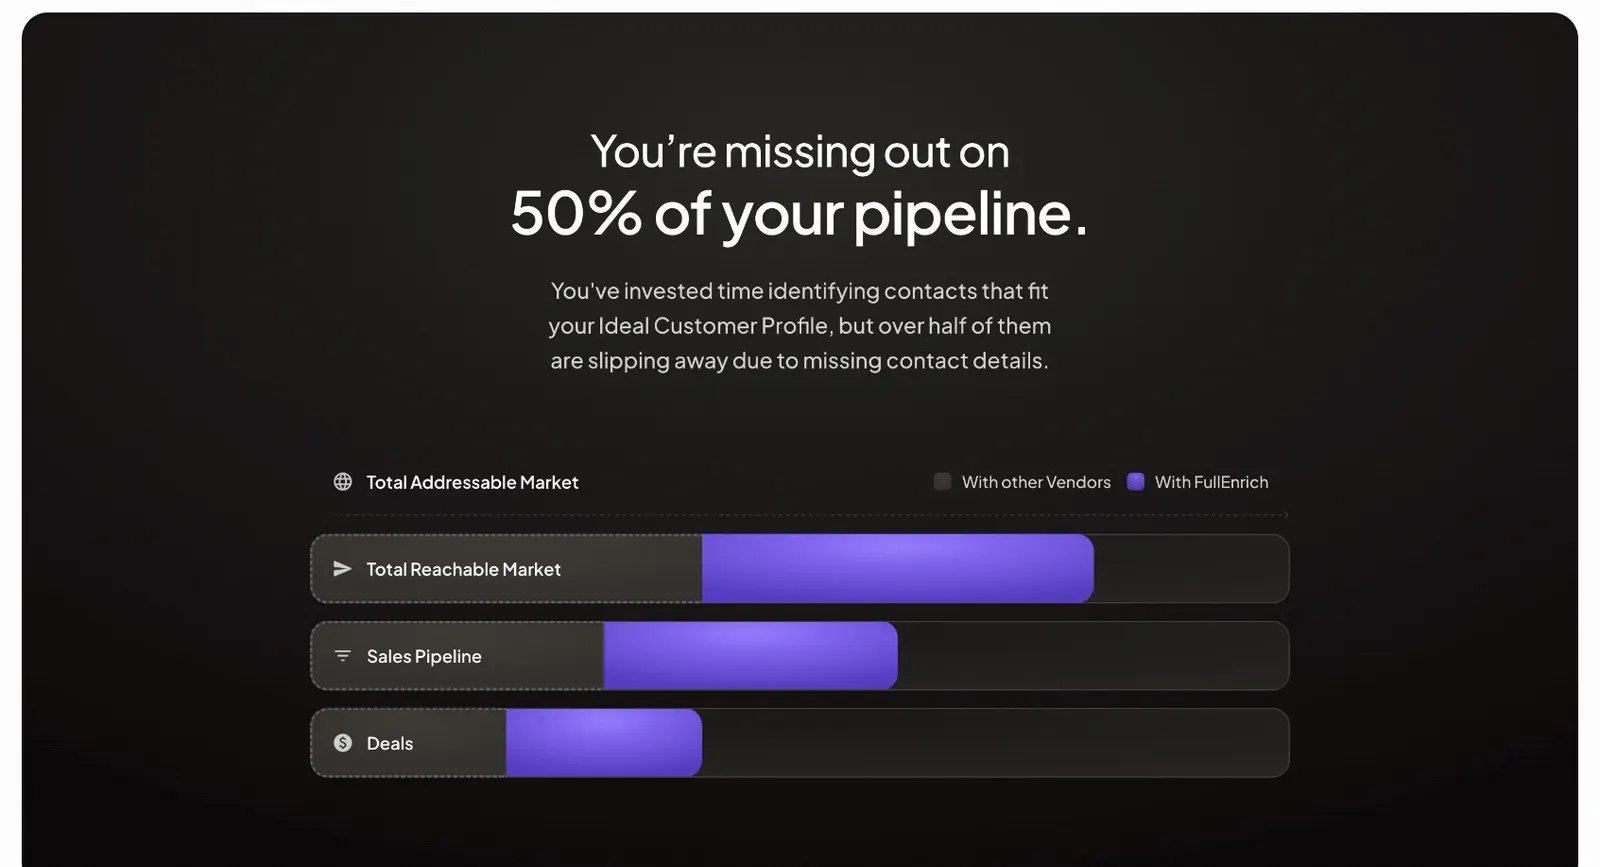 You’re missing out on
50% of your pipeline.
You've invested time identifying contacts that fit
your Ideal Customer Profile, but over half of them
are slipping away due to missing contact details.
Total Addressable Market
With other Vendors
With FullEnrich
Total Reachable Market
Sales Pipeline
Deals